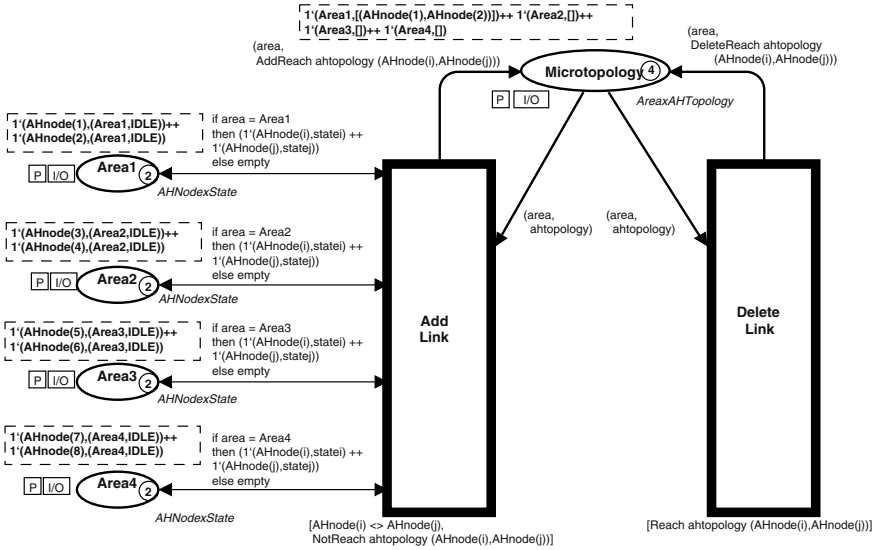 1‘(Area1,[(AHnode(1),AHnode(2))])++ 1‘(Area2,[])++
1‘(Area3,[])++ 1‘(Area4,[])
(area,
AddReach ahtopology (AHnode(i),AHnode(j)))
(area,
DeleteReach ahtopology
(AHnode(i),AHnode(j)))
Microtopology 4
P I/O
AreaxAHTopology
1‘(AHnode(1),(Area1,IDLE))++
1‘(AHnode(2),(Area1,IDLE))
if area = Area1
then (1‘(AHnode(i),statei) ++
1‘(AHnode(j),statej))
else empty
P I/O
Area1 2
AHNodexState
(area,
ahtopology)
(area,
ahtopology)
1‘(AHnode(3),(Area2,IDLE))++
1‘(AHnode(4),(Area2,IDLE))
if area = Area2
then (1‘(AHnode(i),statei) ++
1‘(AHnode(j),statej))
else empty
P I/O
Area2 2
AHNodexState
Add
Link
Delete
Link
1‘(AHnode(5),(Area3,IDLE))++
1‘(AHnode(6),(Area3,IDLE))
if area = Area3
then (1‘(AHnode(i),statei) ++
1‘(AHnode(j),statej))
else empty
P I/O
Area3 2
AHNodexState
1‘(AHnode(7),(Area4,IDLE))++
1‘(AHnode(8),(Area4,IDLE))
if area = Area4
then (1‘(AHnode(i),statei) ++
1‘(AHnode(j),statej))
else empty
P I/O
Area4 2
AHNodexState
[AHnode(i) <> AHnode(j),
NotReach ahtopology (AHnode(i),AHnode(j))]
[Reach ahtopology (AHnode(i),AHnode(j))]